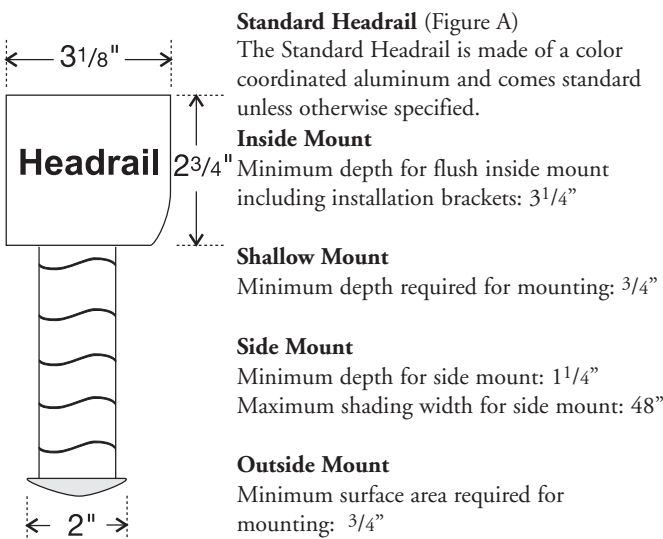 3 1/8"
Headrail
2 3/4"
2"
Standard Headrail (Figure A)
The Standard Headrail is made of a color
coordinated aluminum and comes standard
unless otherwise specified.
Inside Mount
Minimum depth for flush inside mount
including installation brackets: 3 1/4”
Shallow Mount
Minimum depth required for mounting: 3/4”
Side Mount
Minimum depth for side mount: 1 1/4”
Maximum shading width for side mount: 48”
Outside Mount
Minimum surface area required for
mounting: 3/4”